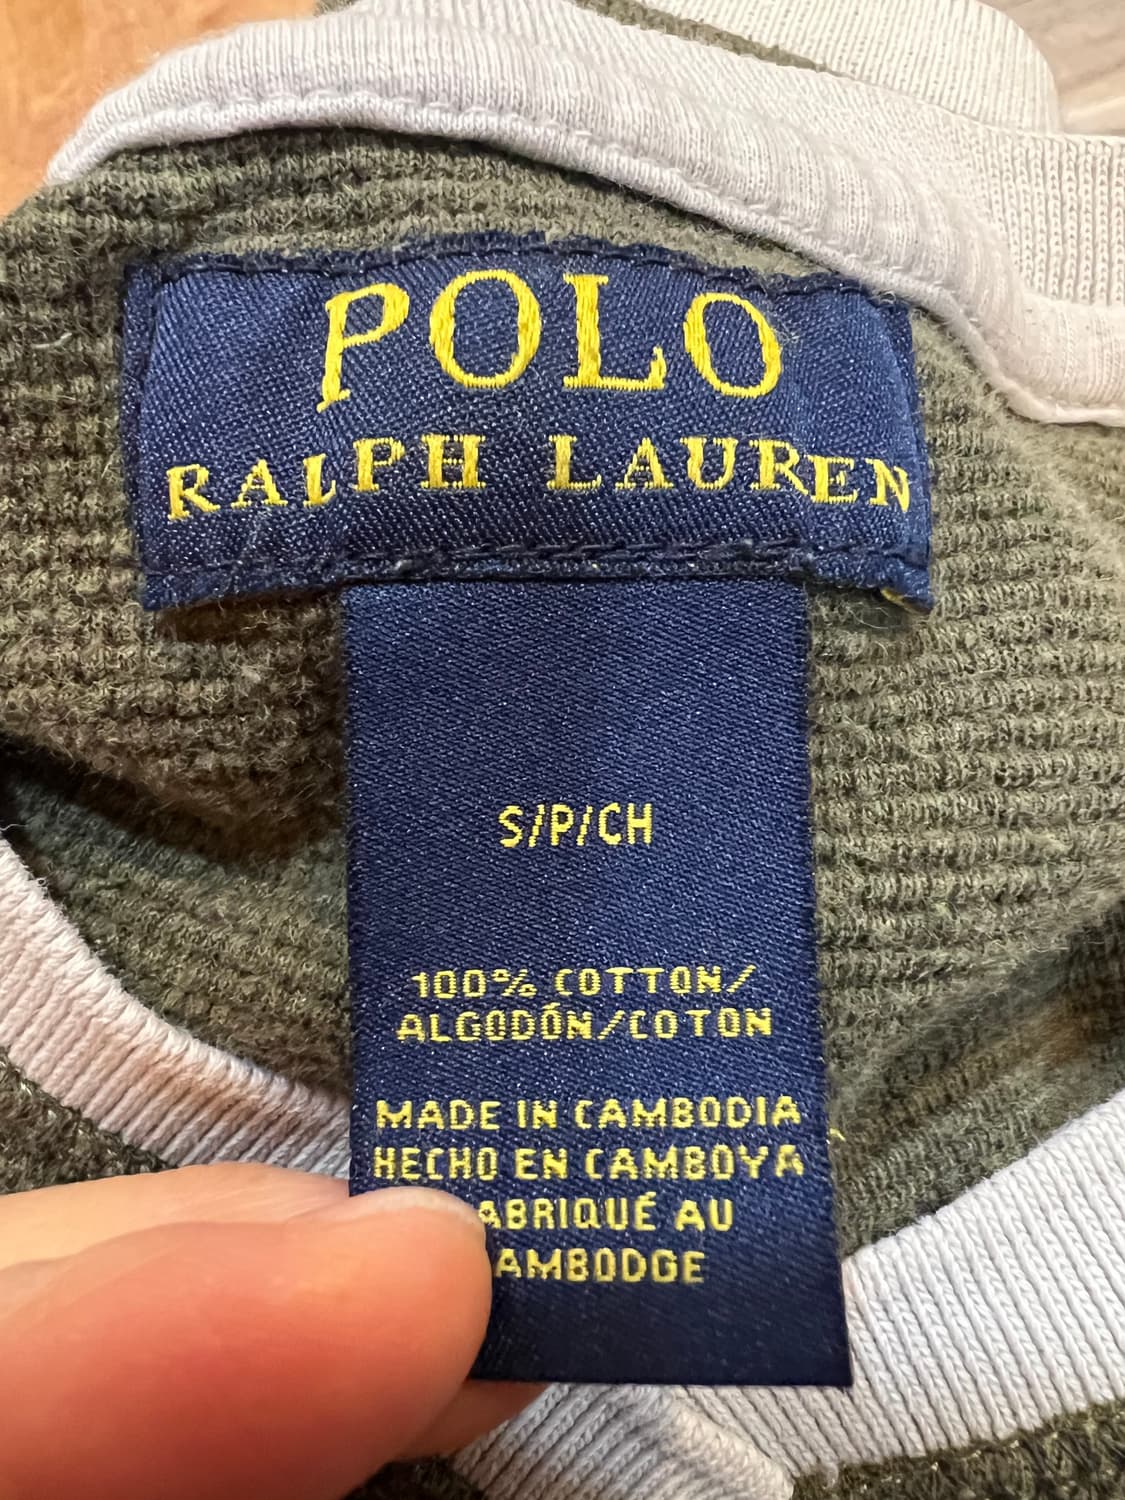 POLO
RALPH LAUREN
S/P/CH
100% COTTON/
ALGODÓN/COTON
MADE IN CAMBODIA
HECHO EN CAMBOYA
ABRIQUÉ AU
AMBODGE